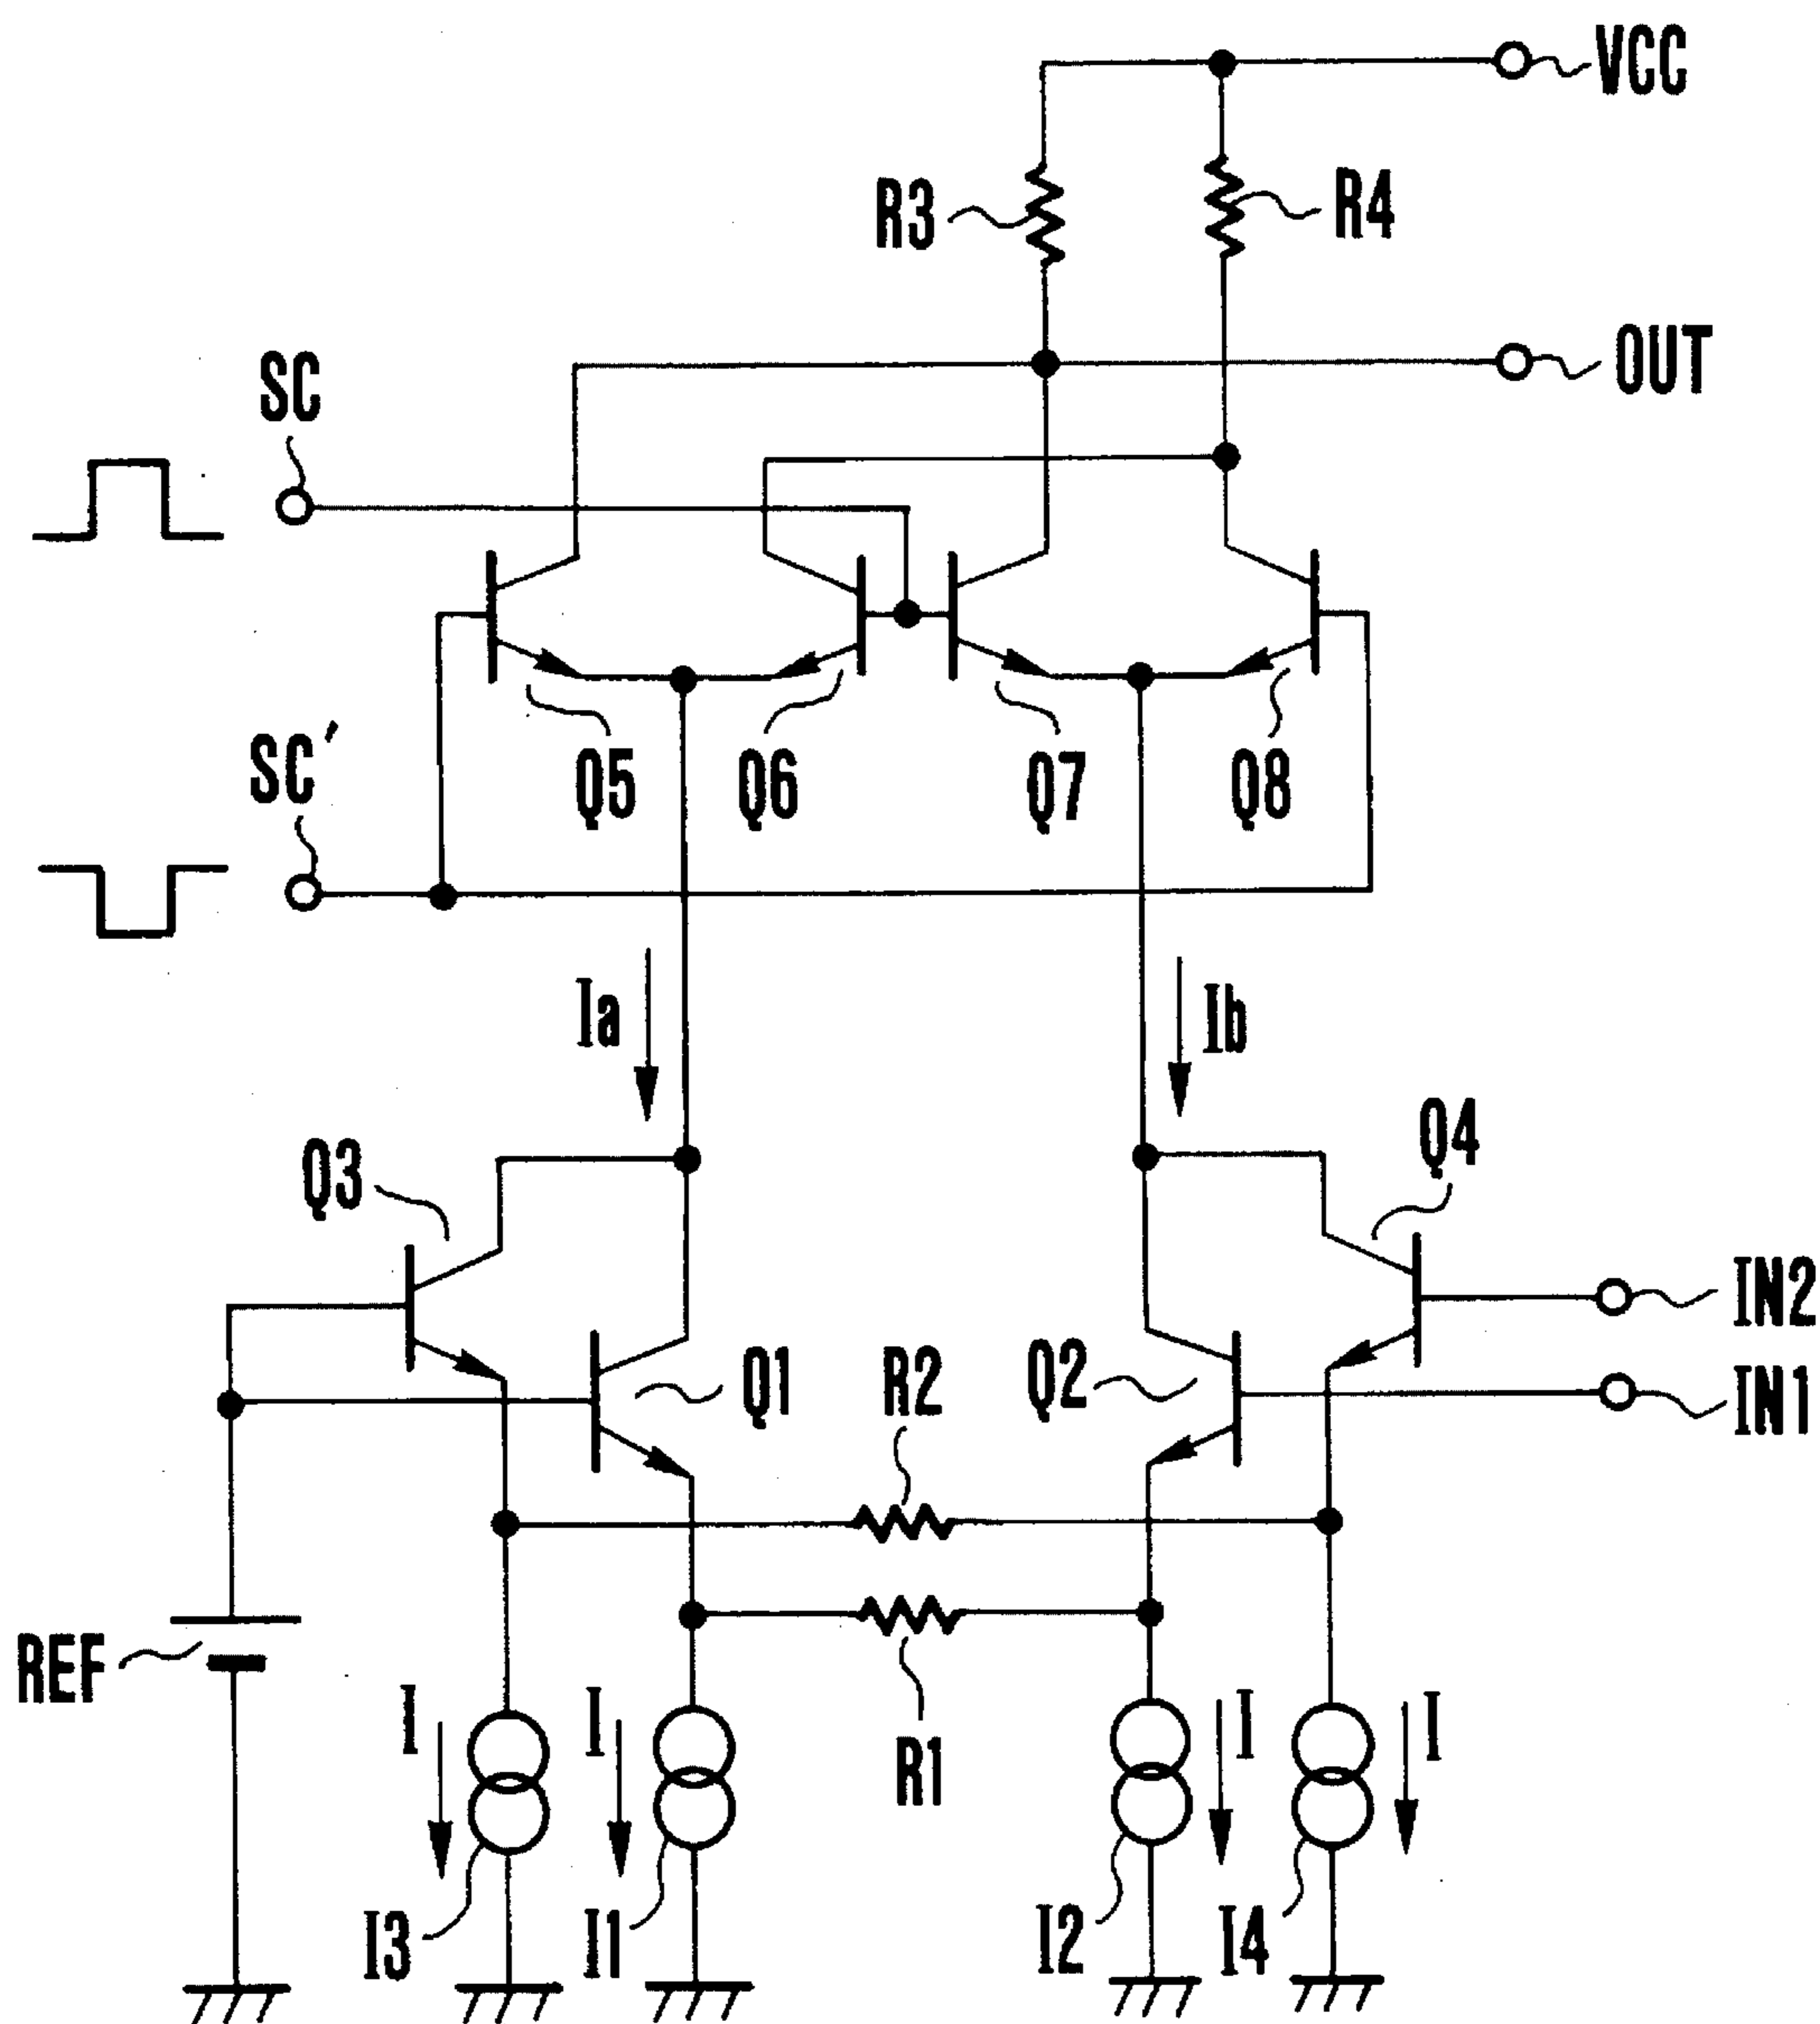 VCC
R3
R4
OUT
SC
SC'
Q5
Q6
Q7
Q8
Ia
Ib
Q3
Q4
IN2
Q1
R2
Q2
IN1
REF
I
I
R1
I
I
I3
I1
I2
I4